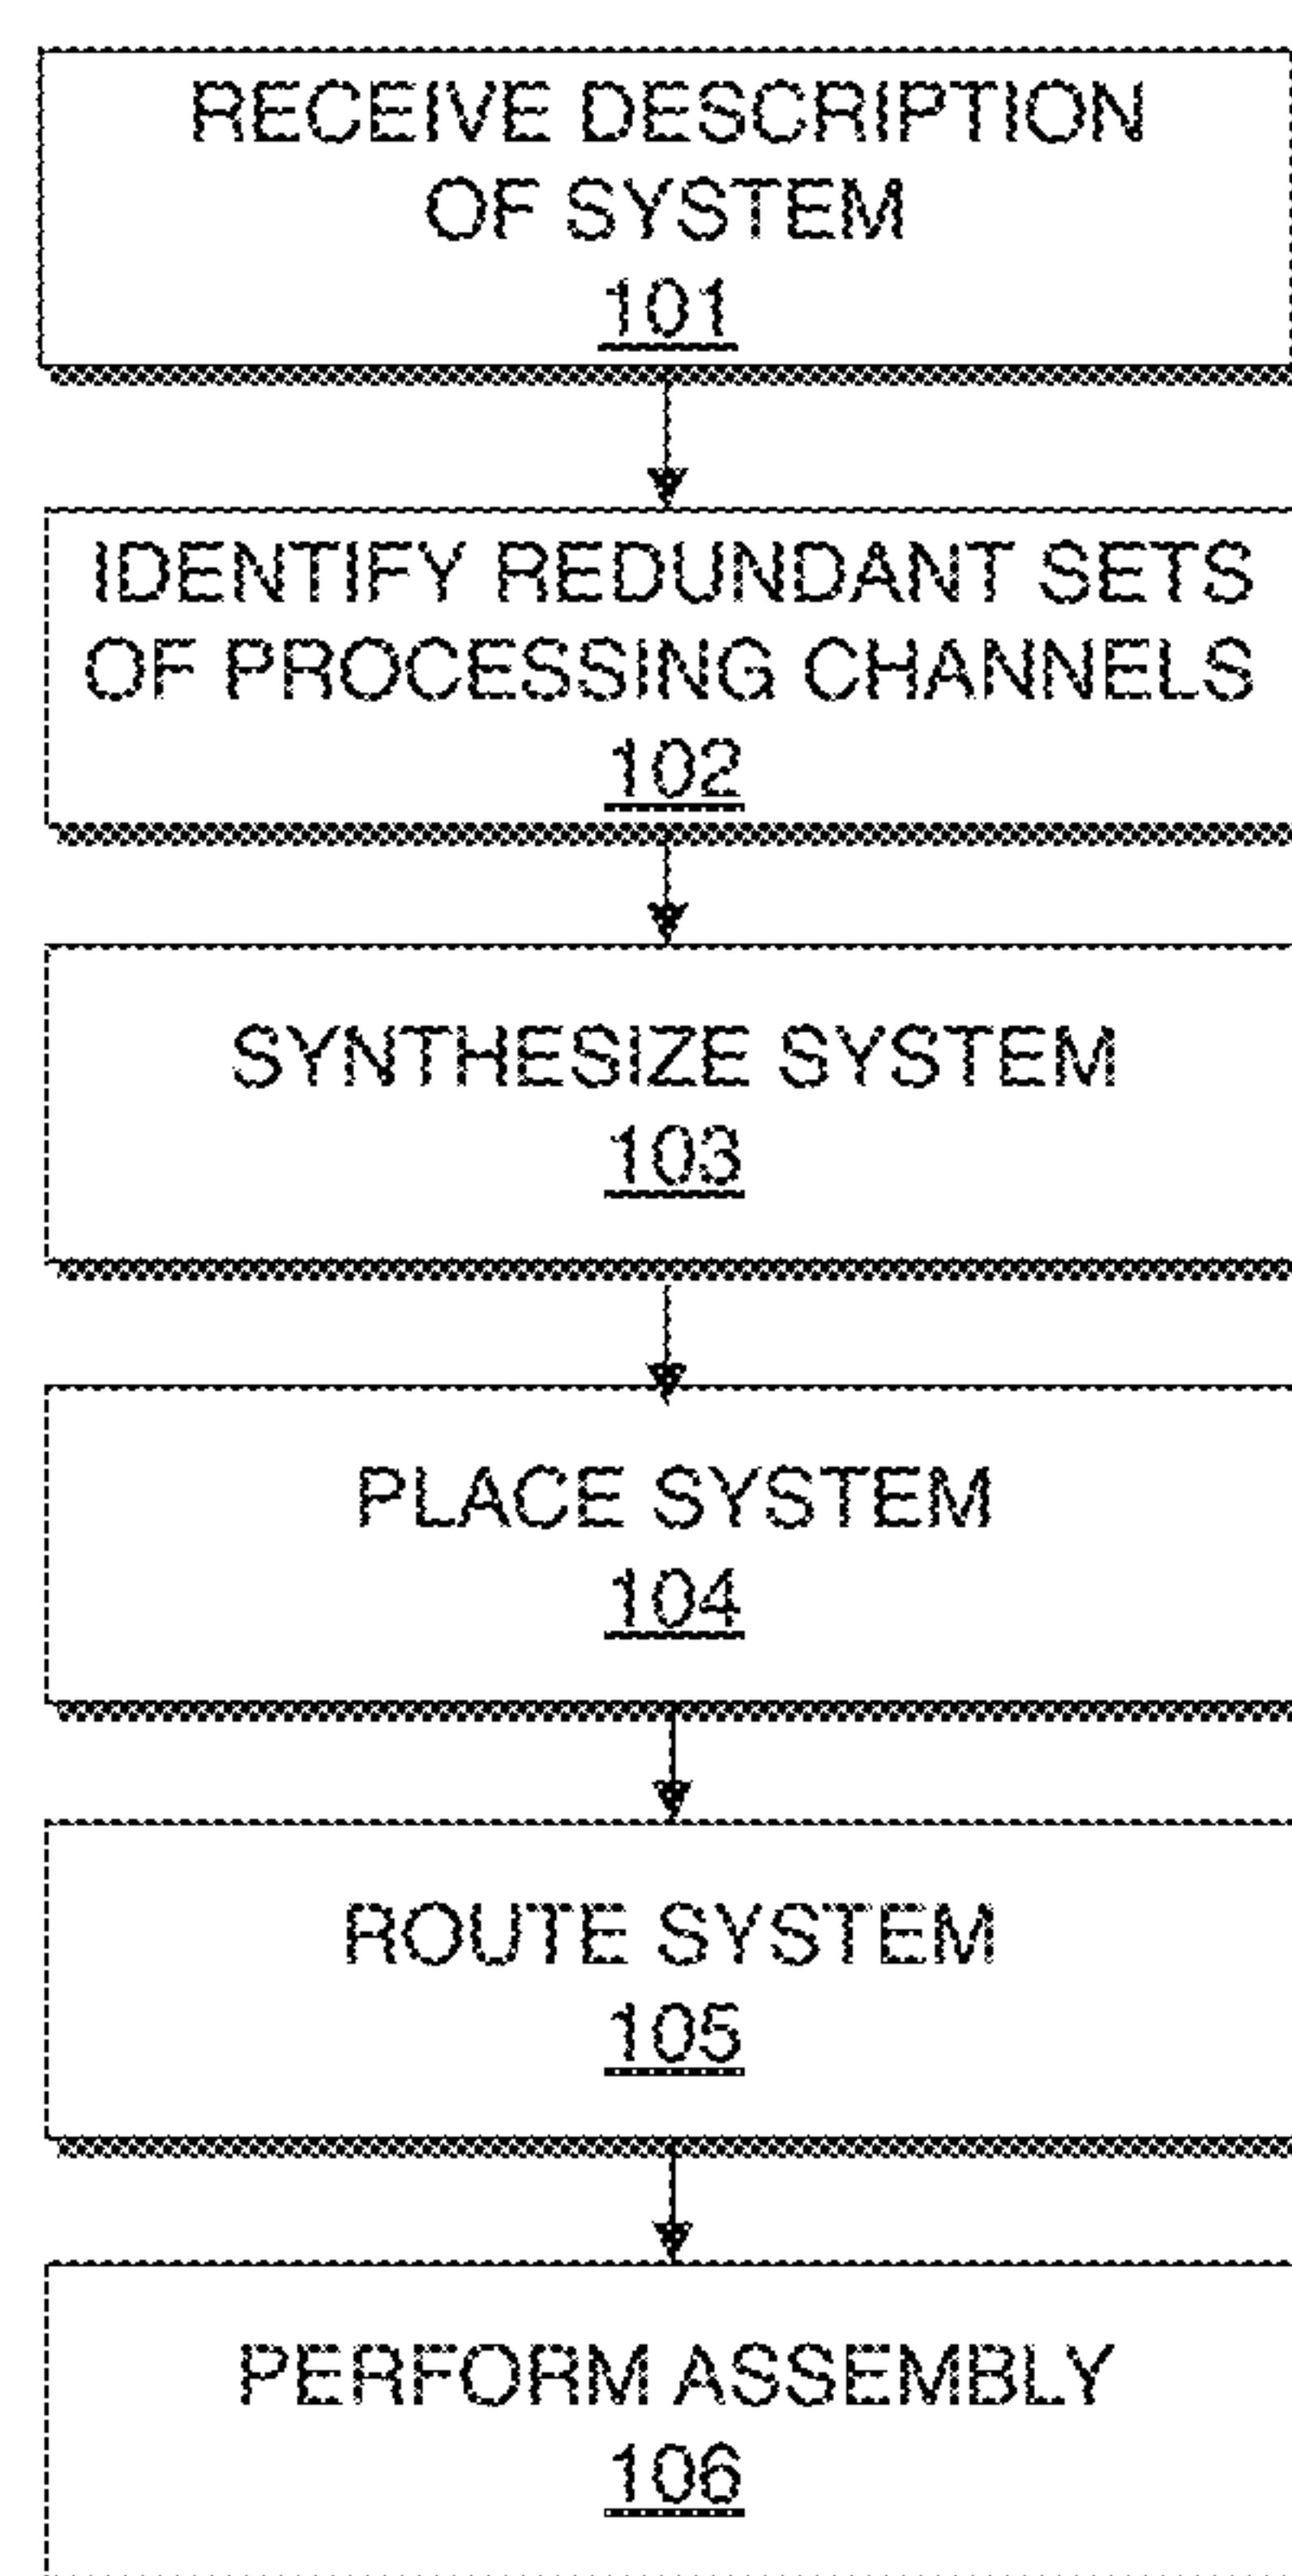 RECEIVE DESCRIPTION
OF SYSTEM
101
IDENTIFY REDUNDANT SETS
OF PROCESSING CHANNELS
102
SYNTHESIZE SYSTEM
103
PLACE SYSTEM
104
ROUTE SYSTEM
105
PERFORM ASSEMBLY
106